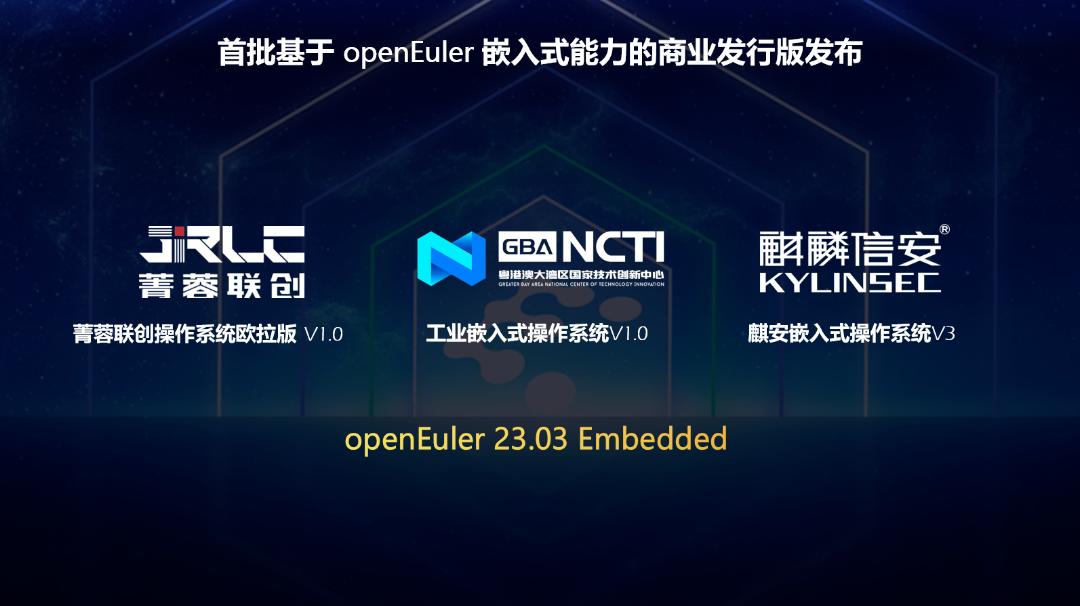 首批基于 openEuler 嵌入式能力的商业发行版发布
JRLC
菁蓉联创
菁蓉联创操作系统欧拉版 V1.0
GBA NCTI
粤港澳大湾区国家技术创新中心
GREATER BAY AREA NATIONAL CENTER OF TECHNOLOGY INNOVATION
工业嵌入式操作系统V1.0
麒麟信安®
KYLINSEC
麒安嵌入式操作系统V3
openEuler 23.03 Embedded